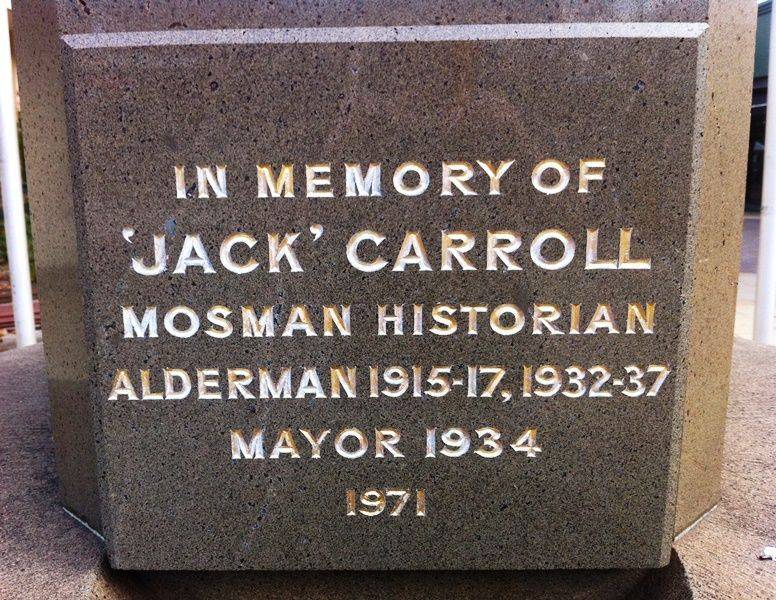 IN MEMORY OF
'JACK' CARROLL
MOSMAN HISTORIAN
ALDERMAN 1915-17, 1932-37
MAYOR 1934
1971